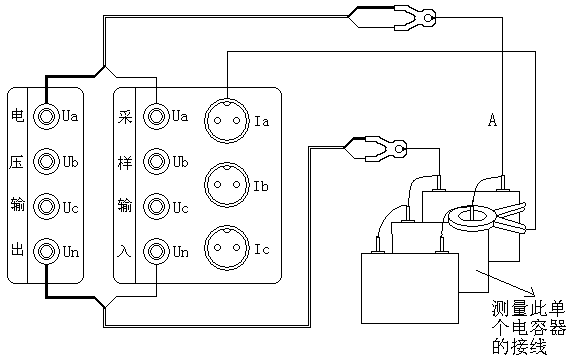 A
电 Ua 采 Ua Ia
压 Ub 样 Ub Ib
输 Uc 输 Uc
出 Un 入 Un Ic
测量此单
个电容器
的接线